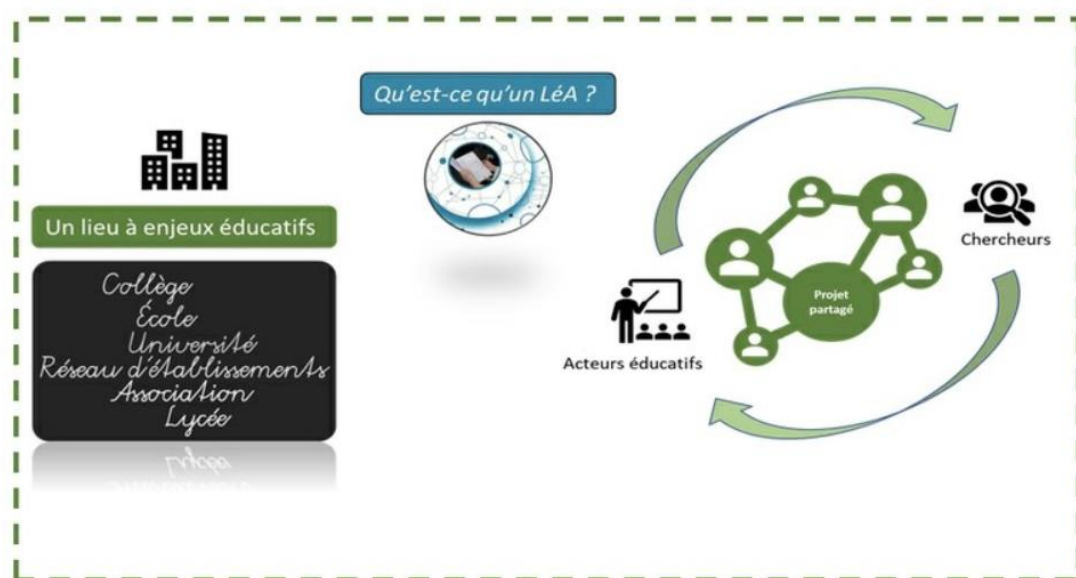 Qu'est-ce qu'un LéA ?
Un lieu à enjeux éducatifs
Collège
École
Université
Réseau d'établissements
Association
Lycée
Acteurs éducatifs
Projet
partagé
Chercheurs